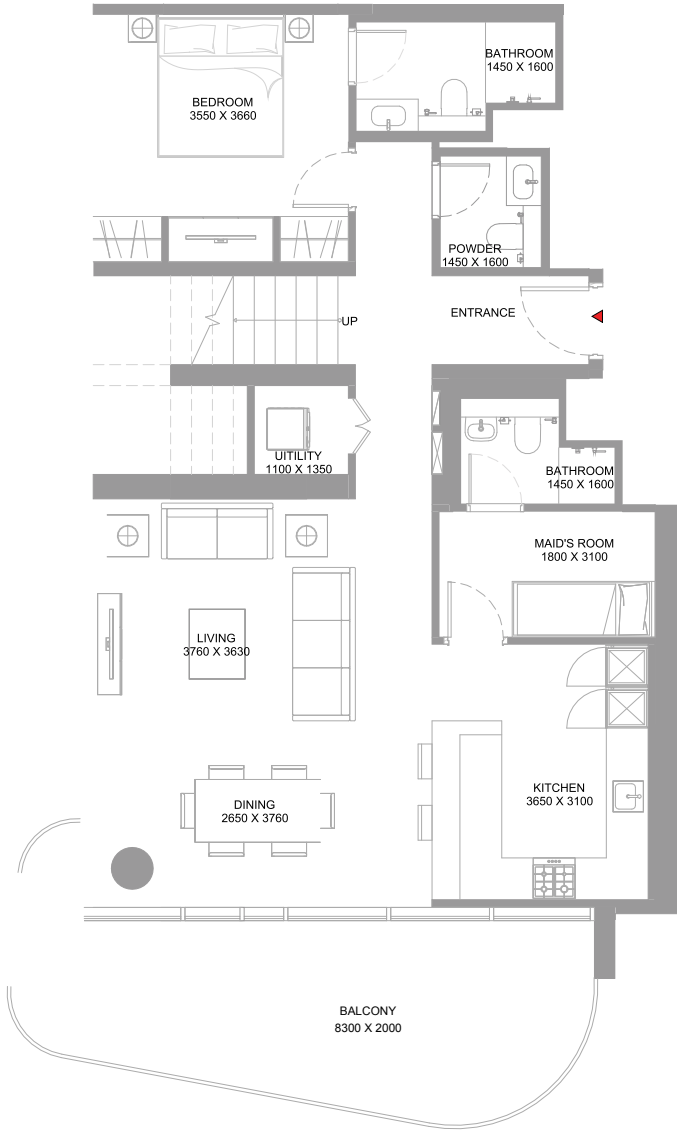 BATHROOM
1450 X 1600
BEDROOM
3550 X 3660
POWDER
1450 X 1600
ENTRANCE
UP
UITILITY
1100 X 1350
BATHROOM
1450 X 1600
MAID'S ROOM
1800 X 3100
LIVING
3760 X 3630
KITCHEN
3650 X 3100
DINING
2650 X 3760
BALCONY
8300 X 2000